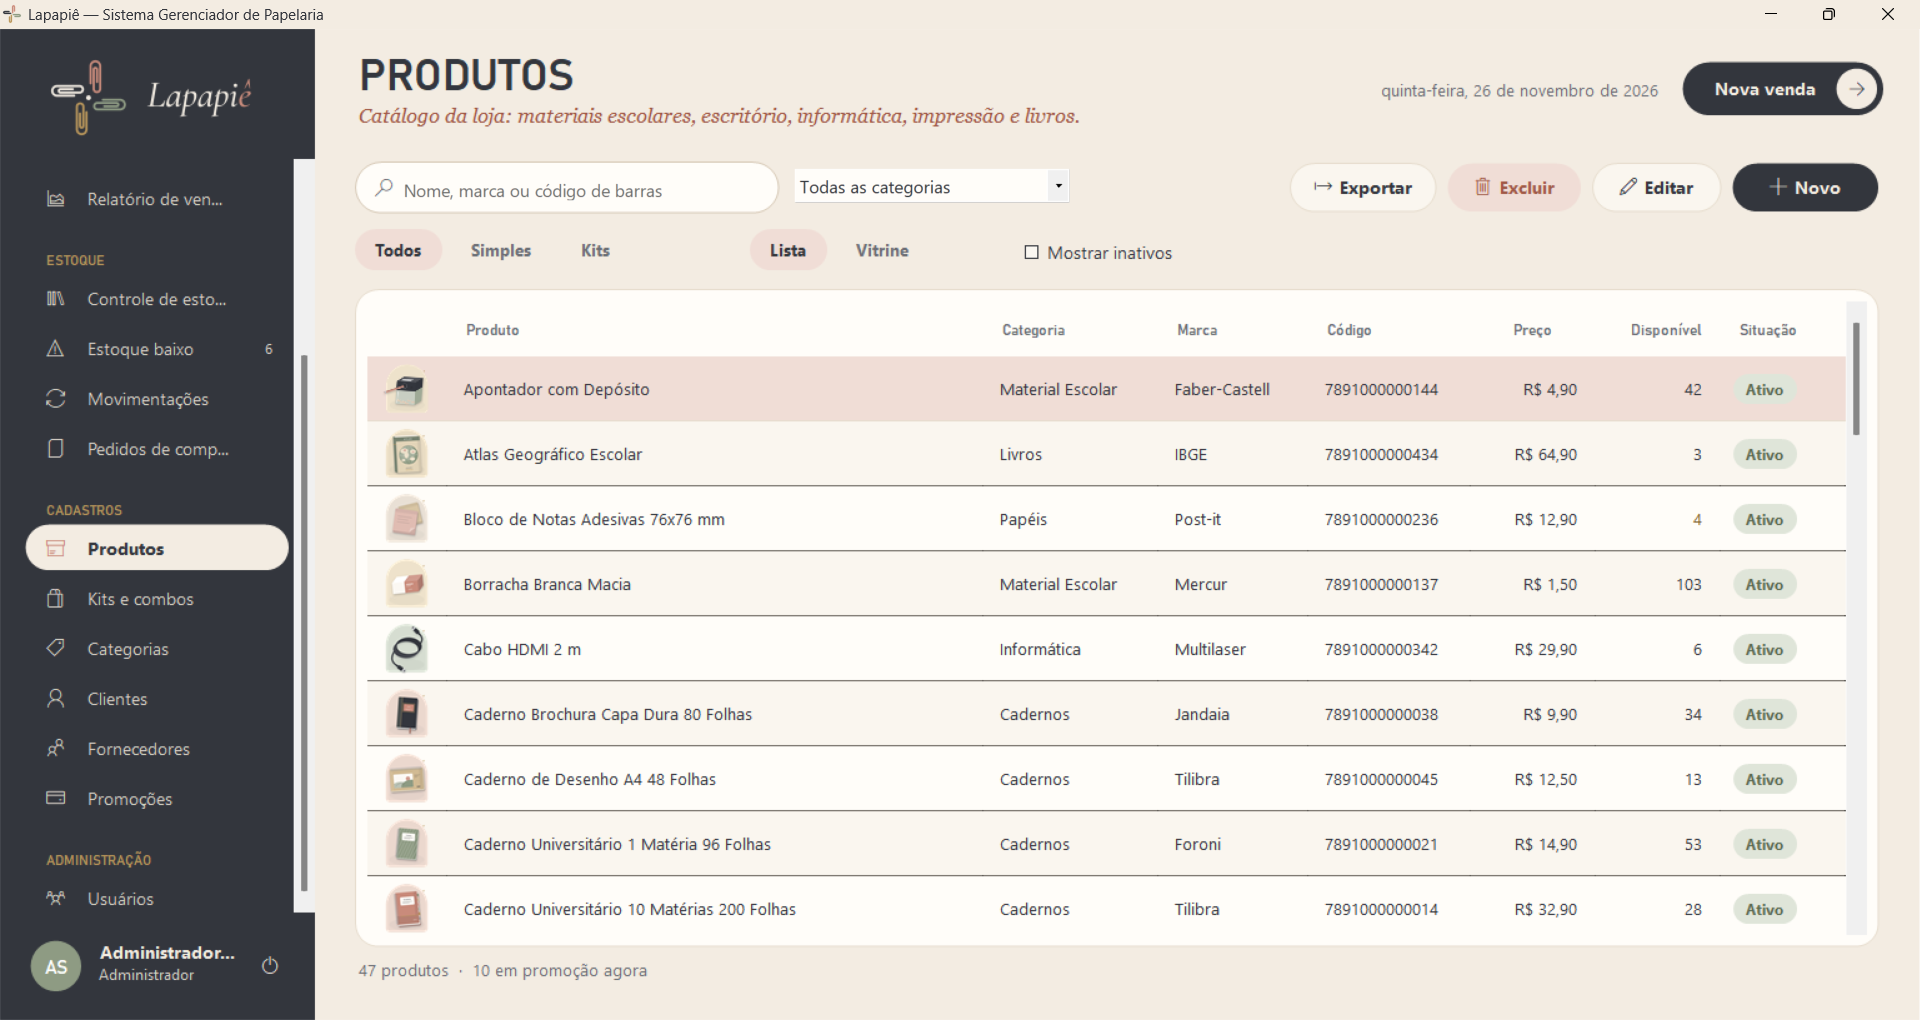 Lapapiê — Sistema Gerenciador de Papelaria
Lapapiê
Relatório de ven...
ESTOQUE
Controle de esto...
Estoque baixo 6
Movimentações
Pedidos de comp...
CADASTROS
Produtos
Kits e combos
Categorias
Clientes
Fornecedores
Promoções
ADMINISTRAÇÃO
Usuários
AS
Administrador...
Administrador
PRODUTOS
Catálogo da loja: materiais escolares, escritório, informática, impressão e livros.
quinta-feira, 26 de novembro de 2026
Nova venda
Nome, marca ou código de barras
Todas as categorias
Exportar
Excluir
Editar
Novo
Todos Simples Kits Lista Vitrine Mostrar inativos
Produto Categoria Marca Código Preço Disponível Situação
Apontador com Depósito Material Escolar Faber-Castell 7891000000144 R$ 4,90 42 Ativo
Atlas Geográfico Escolar Livros IBGE 7891000000434 R$ 64,90 3 Ativo
Bloco de Notas Adesivas 76x76 mm Papéis Post-it 7891000000236 R$ 12,90 4 Ativo
Borracha Branca Macia Material Escolar Mercur 7891000000137 R$ 1,50 103 Ativo
Cabo HDMI 2 m Informática Multilaser 7891000000342 R$ 29,90 6 Ativo
Caderno Brochura Capa Dura 80 Folhas Cadernos Jandaia 7891000000038 R$ 9,90 34 Ativo
Caderno de Desenho A4 48 Folhas Cadernos Tilibra 7891000000045 R$ 12,50 13 Ativo
Caderno Universitário 1 Matéria 96 Folhas Cadernos Foroni 7891000000021 R$ 14,90 53 Ativo
Caderno Universitário 10 Matérias 200 Folhas Cadernos Tilibra 7891000000014 R$ 32,90 28 Ativo
47 produtos · 10 em promoção agora